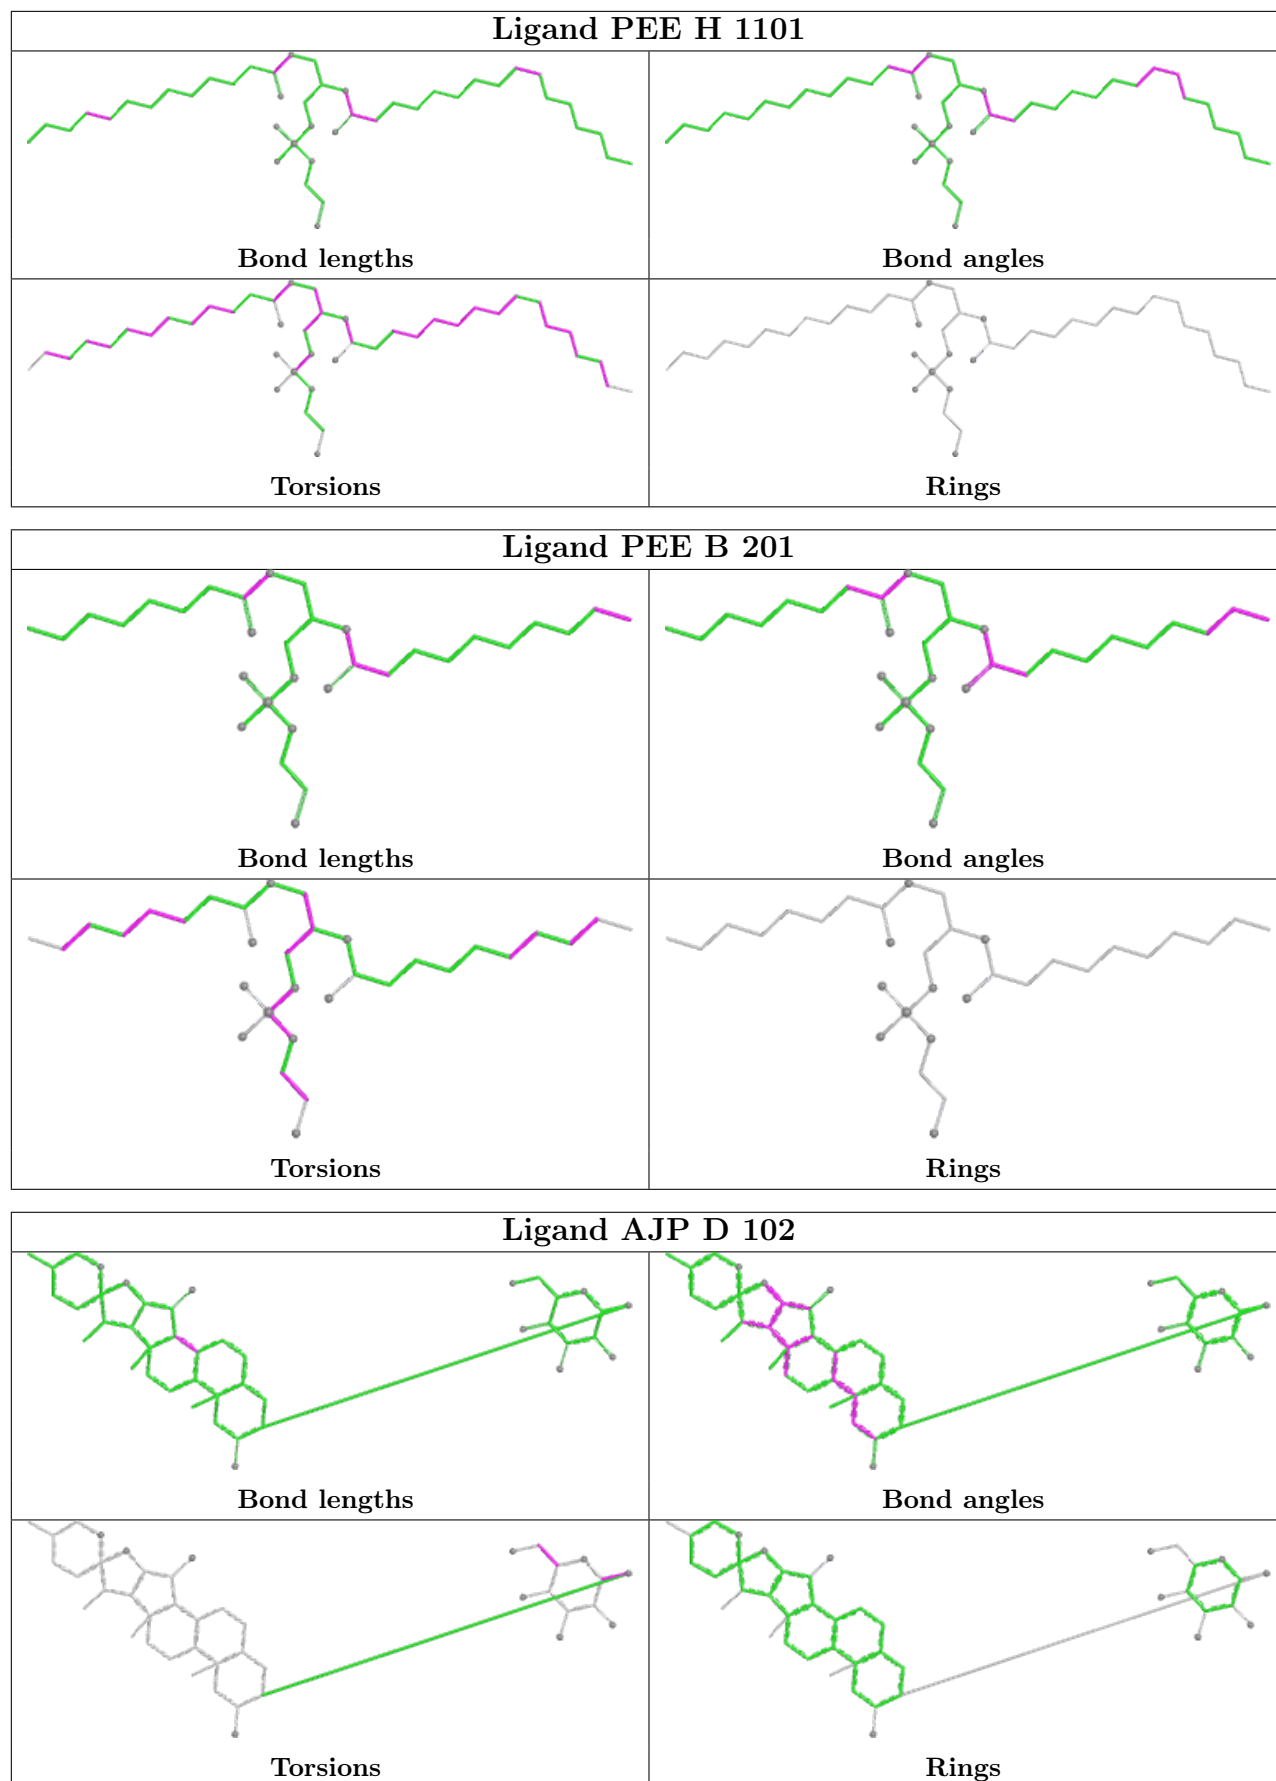 Ligand PEE H 1101
Bond lengths
Bond angles
Torsions
Rings
Ligand PEE B 201
Bond lengths
Bond angles
Torsions
Rings
Ligand AJP D 102
Bond lengths
Bond angles
Torsions
Rings